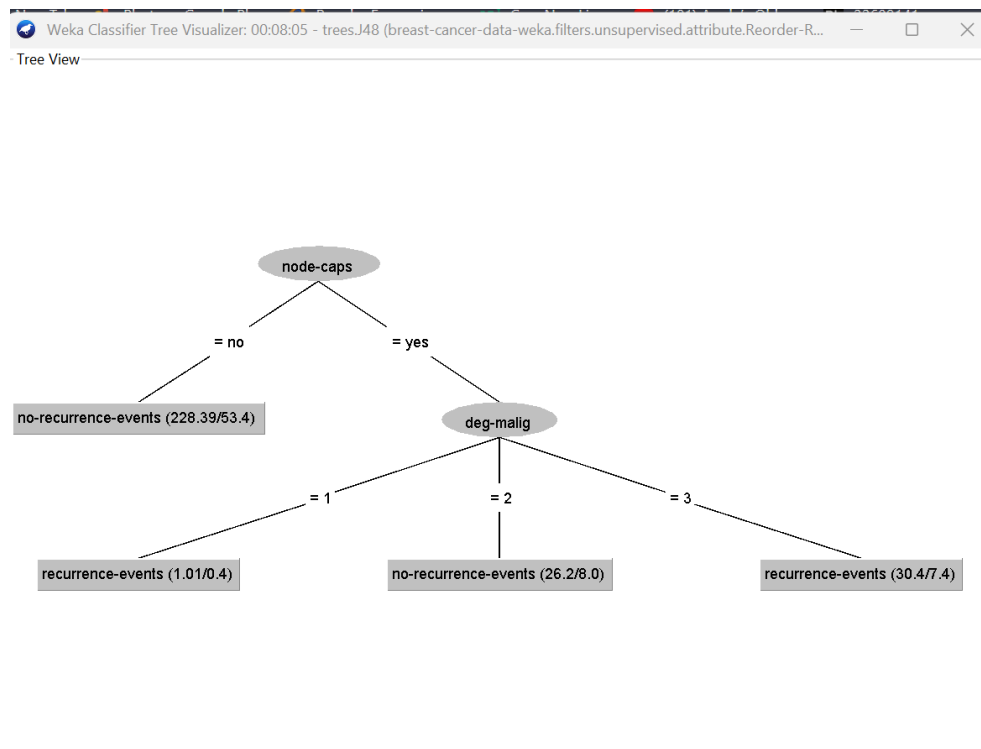 Weka Classifier Tree Visualizer: 00:08:05 - trees.J48 (breast-cancer-data-weka.filters.unsupervised.attribute.Reorder-R...
Tree View
node-caps
= no
= yes
no-recurrence-events (228.39/53.4)
deg-malig
= 1
= 2
= 3
recurrence-events (1.01/0.4)
no-recurrence-events (26.2/8.0)
recurrence-events (30.4/7.4)